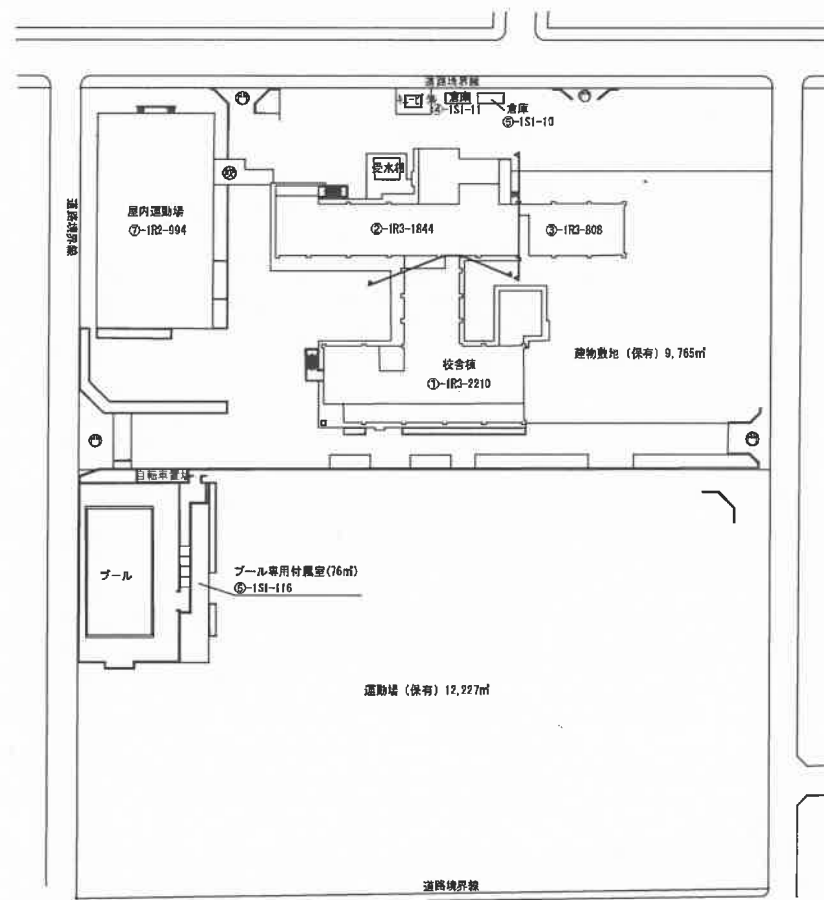 道路境界線
倉庫
④-1S1-11
倉庫
⑤-1S1-10
受水槽
道路境界線
屋内運動場
⑦-1R2-994
②-1R3-1844
③-1R3-808
建物敷地（保有）9,765㎡
校舎棟
①-1R3-2210
自転車置場
プール
プール専用付属室(76㎡)
⑥-1S1-116
運動場（保有）12,227㎡
道路境界線